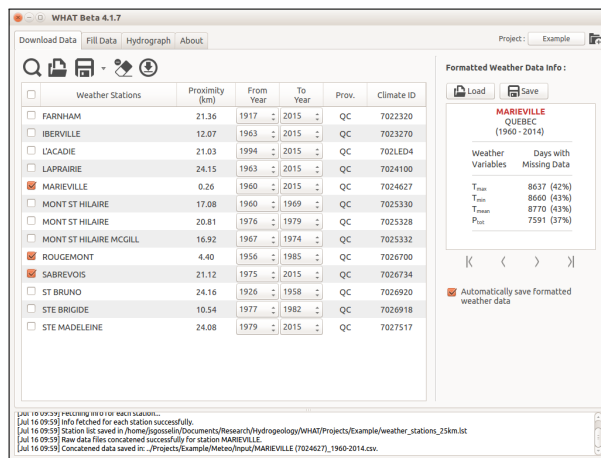 WHAT Beta 4.1.7
Download Data Fill Data Hydrograph About
Project : Example
Weather Stations Proximity (km) From Year To Year Prov. Climate ID
FARNHAM 21.36 1917 2015 QC 7022320
IBERVILLE 12.07 1963 2015 QC 7023270
L'ACADIE 21.03 1994 2015 QC 702LED4
LAPRAIRIE 24.15 1963 2015 QC 7024100
MARIEVILLE 0.26 1960 2015 QC 7024627
MONT ST HILAIRE 17.08 1960 1969 QC 7025330
MONT ST HILAIRE 20.81 1976 1979 QC 7025328
MONT ST HILAIRE MCGILL 16.92 1967 1974 QC 7025332
ROUGEMONT 4.40 1956 1985 QC 7026700
SABREVOIS 21.12 1975 2015 QC 7026734
ST BRUNO 24.16 1926 1958 QC 7026920
STE BRIGIDE 10.54 1977 1982 QC 7026918
STE MADELEINE 24.08 1979 2015 QC 7027517
Formatted Weather Data Info :
Load Save
MARIEVILLE
QUEBEC
(1960 - 2014)
Weather Variables Days with Missing Data
Tmax 8637 (42%)
Tmin 8660 (43%)
Tmean 8770 (43%)
Ptot 7591 (37%)
Automatically save formatted
weather data
[Jul 16 09:59] Fetching info for each station...
[Jul 16 09:59] Info fetched for each station successfully.
[Jul 16 09:59] Station list saved in /home/jsgosselin/Documents/Research/Hydrogeology/WHAT/Projects/Example/weather_stations_25km.lst
[Jul 16 09:59] Raw data files concatened successfully for station MARIEVILLE.
[Jul 16 09:59] Concatened data saved in: ../Projects/Example/Meteo/Input/MARIEVILLE (7024627)_1960-2014.csv.